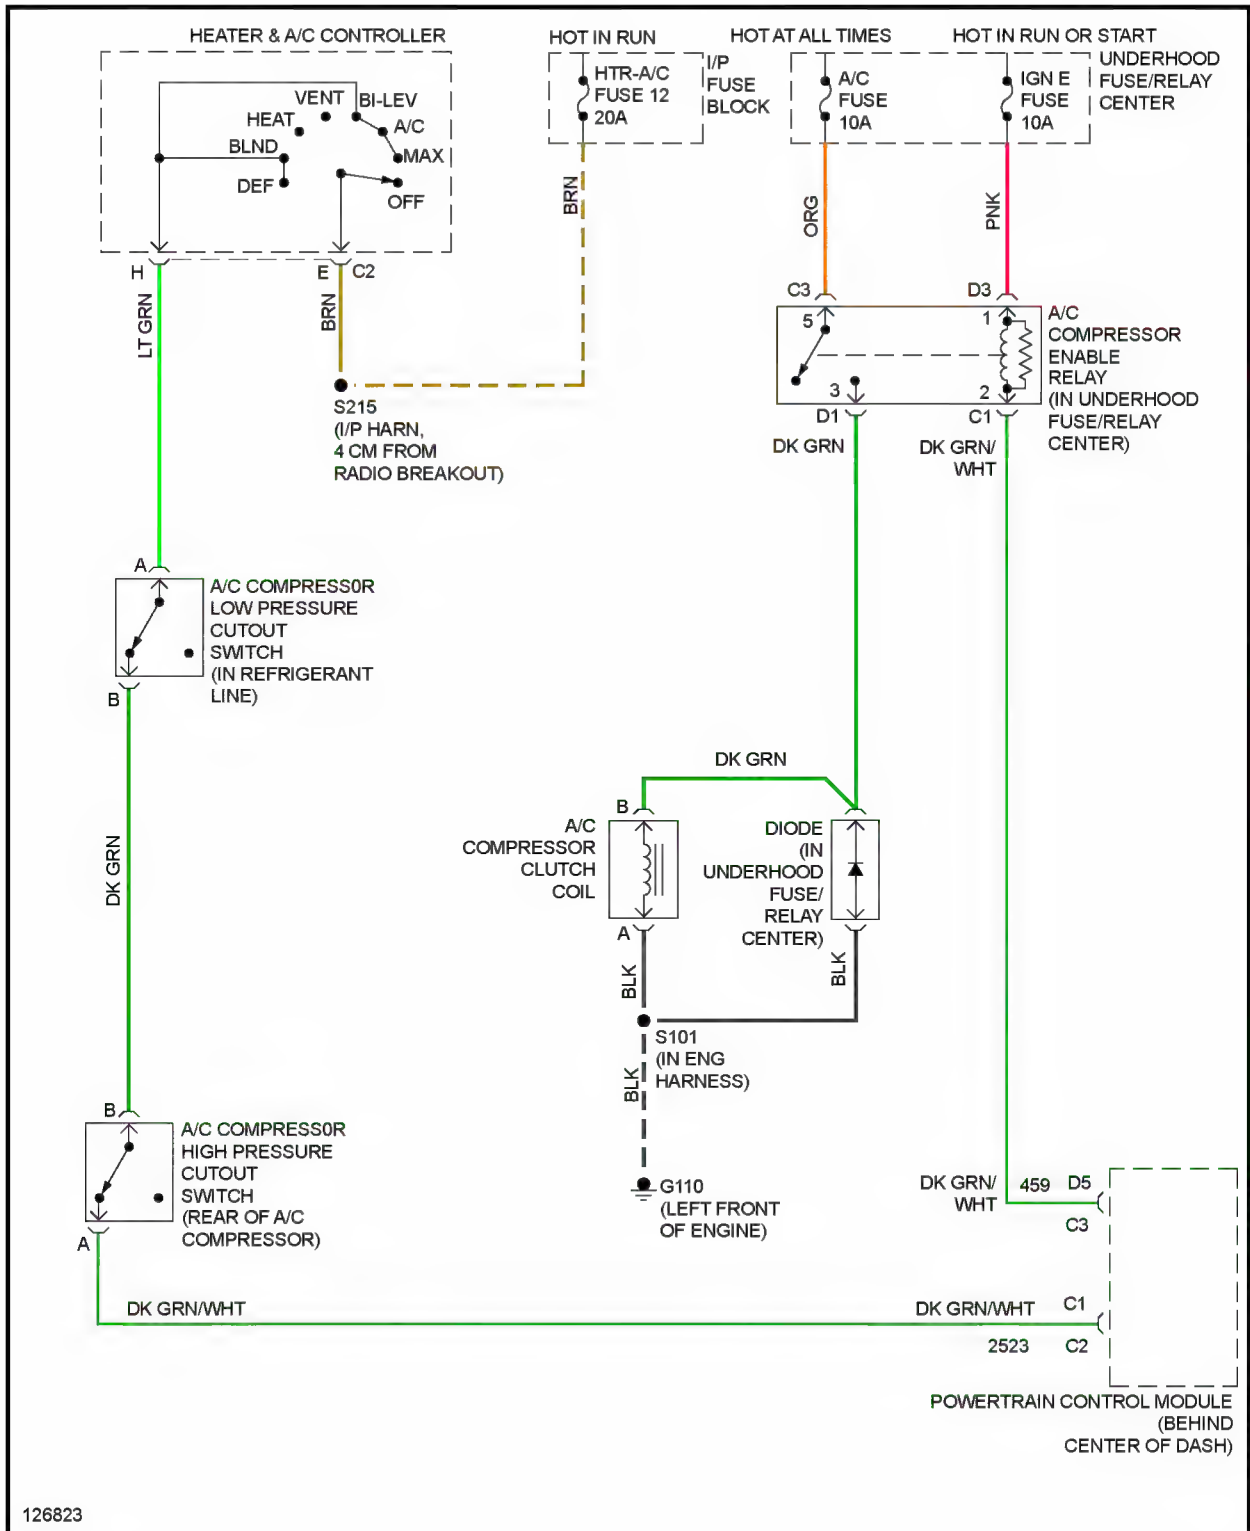 HEATER & A/C CONTROLLER
VENT
BI-LEV
HEAT
A/C
BLND
MAX
DEF
OFF
H
E
C2
HOT IN RUN
HTR-A/C
FUSE 12
20A
I/P
FUSE
BLOCK
HOT AT ALL TIMES
HOT IN RUN OR START
A/C
FUSE
10A
IGN E
FUSE
10A
UNDERHOOD
FUSE/RELAY
CENTER
LT GRN
BRN
BRN
ORG
PNK
S215
(I/P HARN,
4 CM FROM
RADIO BREAKOUT)
C3
D3
5
1
3
2
D1
C1
A/C
COMPRESSOR
ENABLE
RELAY
(IN UNDERHOOD
FUSE/RELAY
CENTER)
DK GRN
DK GRN/
WHT
A
A/C COMPRESS0R
LOW PRESSURE
CUTOUT
SWITCH
(IN REFRIGERANT
LINE)
B
DK GRN
DK GRN
B
A/C
COMPRESSOR
CLUTCH
COIL
A
DIODE
(IN
UNDERHOOD
FUSE/
RELAY
CENTER)
BLK
BLK
S101
(IN ENG
HARNESS)
BLK
G110
(LEFT FRONT
OF ENGINE)
B
A/C COMPRESS0R
HIGH PRESSURE
CUTOUT
SWITCH
(REAR OF A/C
COMPRESSOR)
A
DK GRN/
WHT
459
D5
C3
DK GRN/WHT
DK GRN/WHT
C1
2523
C2
POWERTRAIN CONTROL MODULE
(BEHIND
CENTER OF DASH)
126823